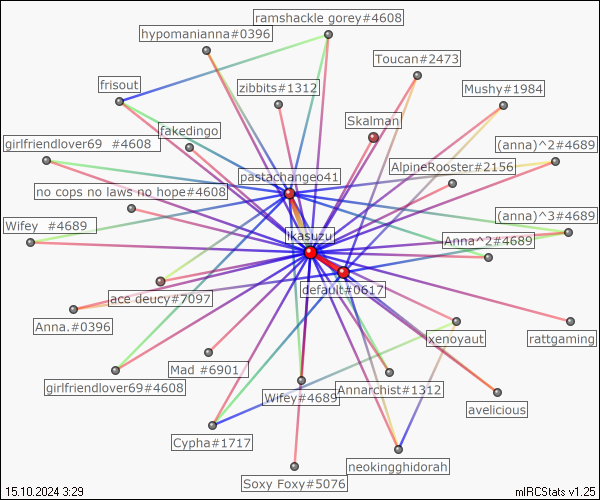 ramshackle gorey#4608
hypomanianna#0396
Toucan#2473
frisout
zibbits#1312
Mushy#1984
Skalman
fakedingo
girlfriendlover69 #4608
(anna)^2#4689
pastachangeo41
AlpineRooster#2156
no cops no laws no hope#4608
(anna)^3#4689
Wifey #4689
likasuzu
Anna^2#4689
default#0617
ace deucy#7097
Anna.#0396
xenoyaut
rattgaming
Mad #6901
girlfriendlover69#4608
Annarchist#1312
Wifey#4689
avelicious
Cypha#1717
neokingghidorah
Soxy Foxy#5076
15.10.2024 3:29
mIRCStats v1.25